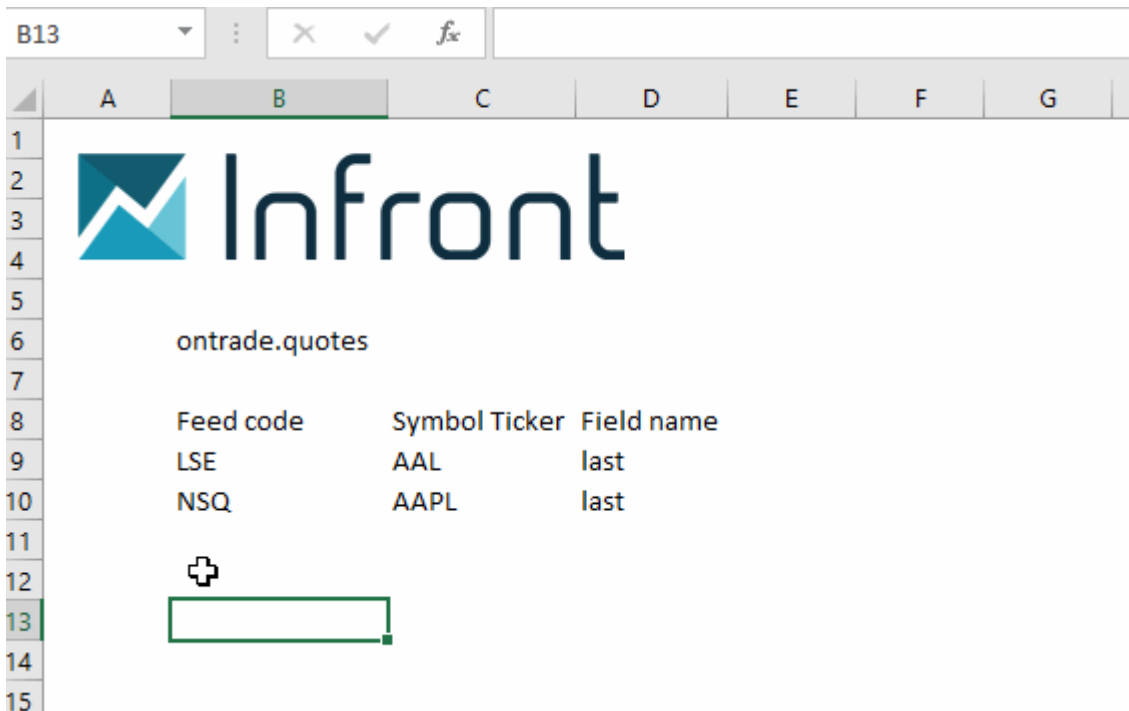 B13 fx
A B C D E F G
1
2
3
4
Infront
5
6 ontrade.quotes
7
8 Feed code Symbol Ticker Field name
9 LSE AAL last
10 NSQ AAPL last
11
12
13
14
15